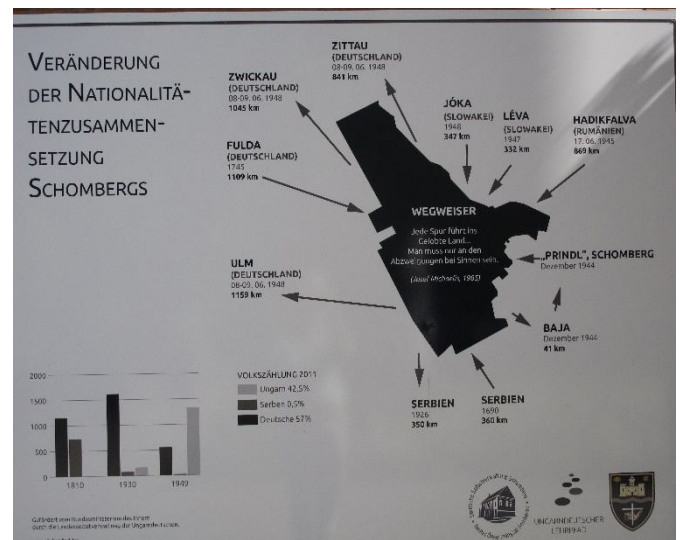 VERÄNDERUNG
DER NATIONALITÄ-
TENZUSAMMEN-
SETZUNG
SCHOMBERGS
ZITTAU
(DEUTSCHLAND)
08-09. 06. 1948
841 km
ZWICKAU
(DEUTSCHLAND)
08-09. 06. 1948
1045 km
JÓKA
(SLOWAKEI)
1948
347 km
LÉVA
(SLOWAKEI)
1947
332 km
HADIKFALVA
(RUMÄNIEN)
17. 06. 1945
869 km
FULDA
(DEUTSCHLAND)
1745
1109 km
WEGWEISER
Jede Spur führt ins
Gelobte Land...
Man muss nur an den
Abzweigungen bei Sinnen sein.
(Josef Michaelis, 1985)
„PRINDL", SCHOMBERG
Dezember 1944
ULM
(DEUTSCHLAND)
08-09. 06. 1948
1159 km
BAJA
Dezember 1944
41 km
SERBIEN
1926
350 km
SERBIEN
1690
360 km
VOLKSZÄHLUNG 2011
Ungarn 42,5%
Serben 0,5%
Deutsche 57%
2000
1500
1000
500
0
1810
1930
1949
UNGARNDEUTSCHER
LEHRPFAD